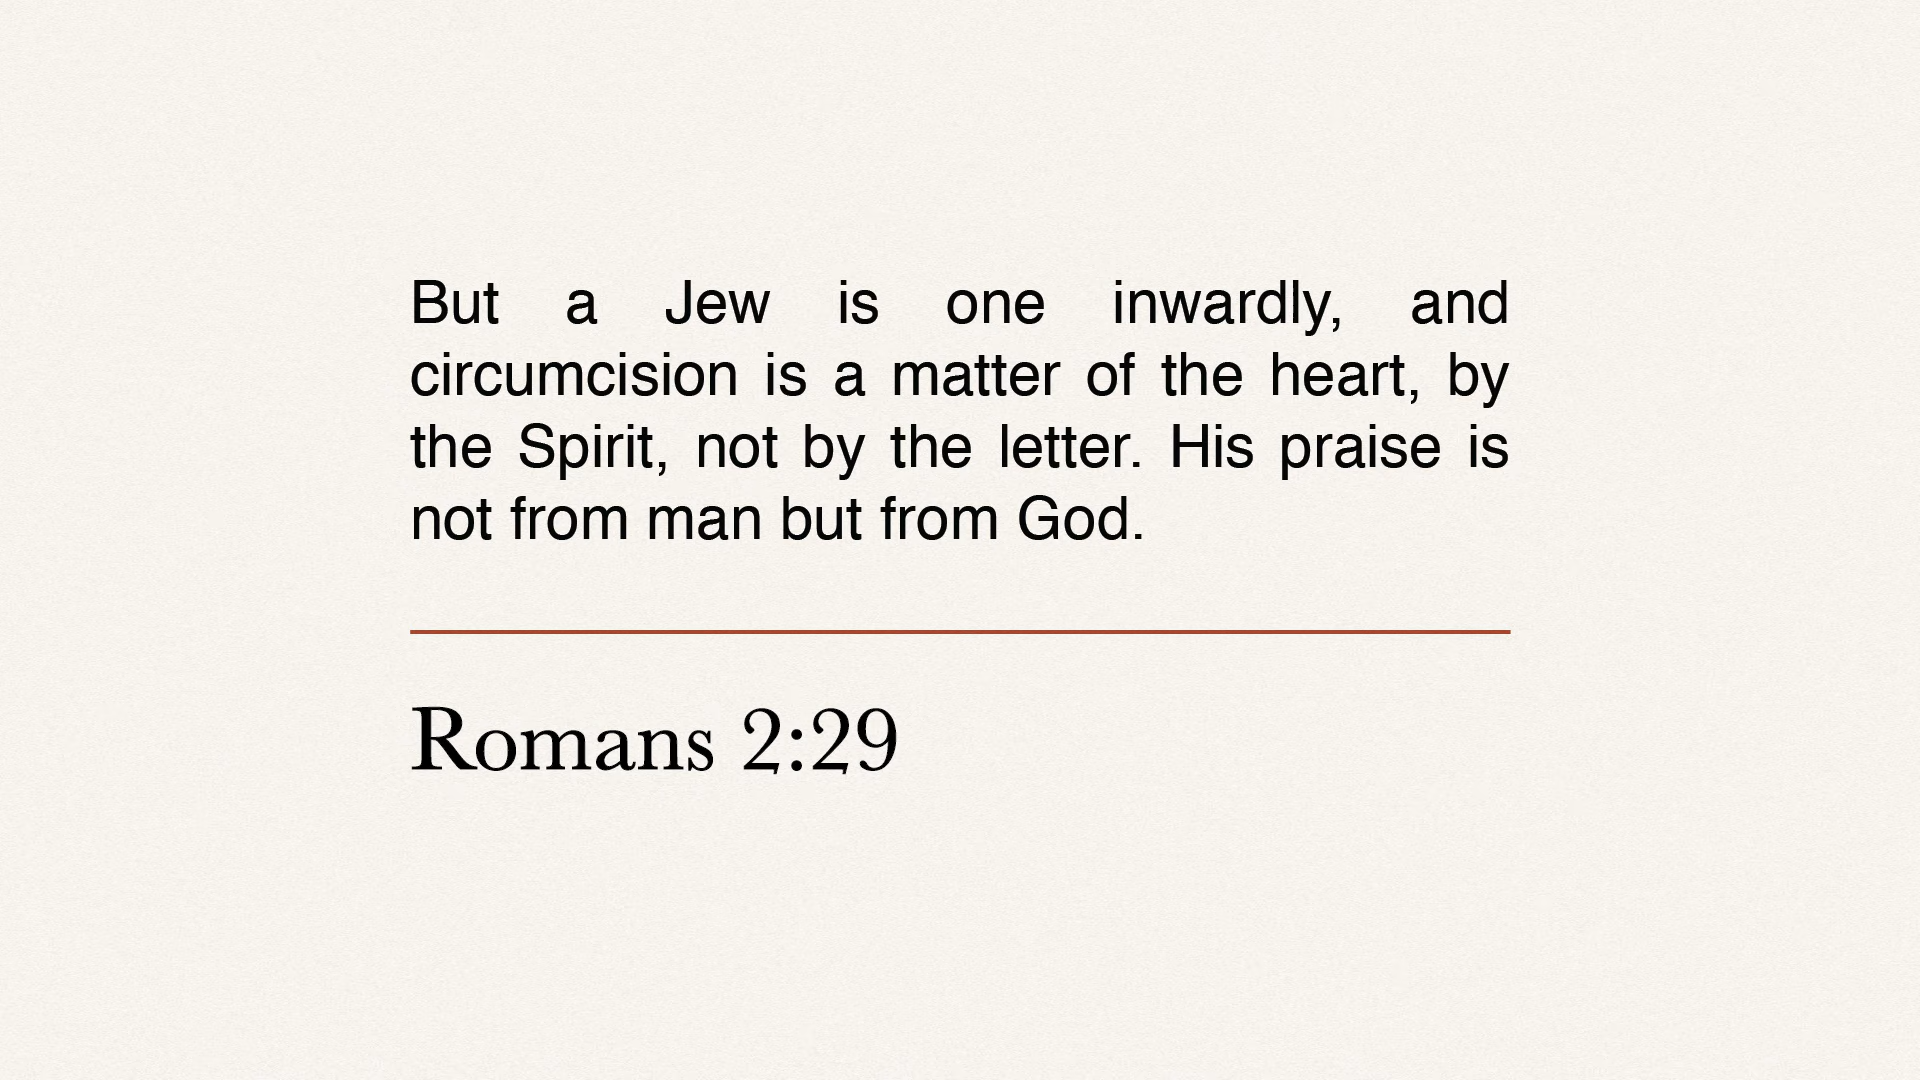 But a Jew is one inwardly, and
circumcision is a matter of the heart, by
the Spirit, not by the letter. His praise is
not from man but from God.
Romans 2:29